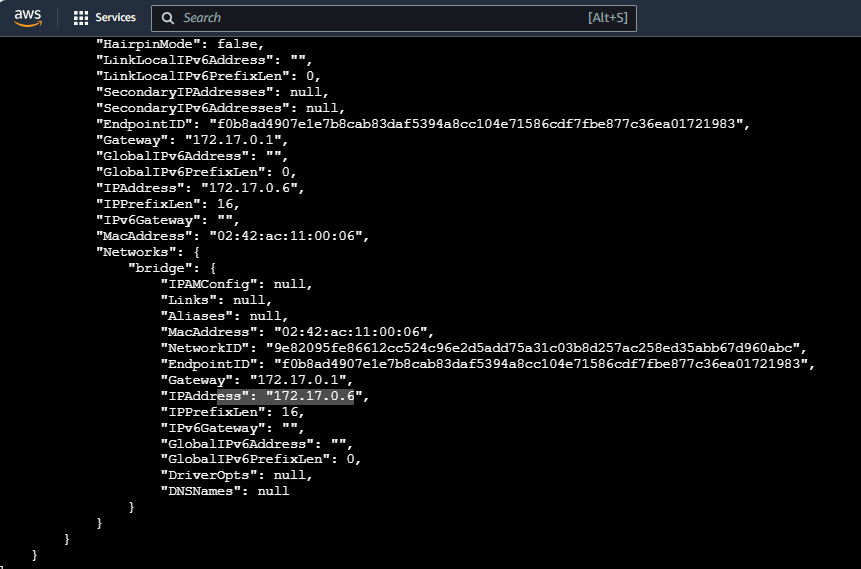 aws Services Search [Alt+S]
"HairpinMode": false,
"LinkLocalIPv6Address": "",
"LinkLocalIPv6PrefixLen": 0,
"SecondaryIPAddresses": null,
"SecondaryIPv6Addresses": null,
"EndpointID": "f0b8ad4907e1e7b8cab83daf5394a8cc104e71586cdf7fbe877c36ea01721983",
"Gateway": "172.17.0.1",
"GlobalIPv6Address": "",
"GlobalIPv6PrefixLen": 0,
"IPAddress": "172.17.0.6",
"IPPrefixLen": 16,
"IPv6Gateway": "",
"MacAddress": "02:42:ac:11:00:06",
"Networks": {
"bridge": {
"IPAMConfig": null,
"Links": null,
"Aliases": null,
"MacAddress": "02:42:ac:11:00:06",
"NetworkID": "9e82095fe86612cc524c96e2d5add75a31c03b8d257ac258ed35abb67d960abc",
"EndpointID": "f0b8ad4907e1e7b8cab83daf5394a8cc104e71586cdf7fbe877c36ea01721983",
"Gateway": "172.17.0.1",
"IPAddress": "172.17.0.6",
"IPPrefixLen": 16,
"IPv6Gateway": "",
"GlobalIPv6Address": "",
"GlobalIPv6PrefixLen": 0,
"DriverOpts": null,
"DNSNames": null
}
}
}
}